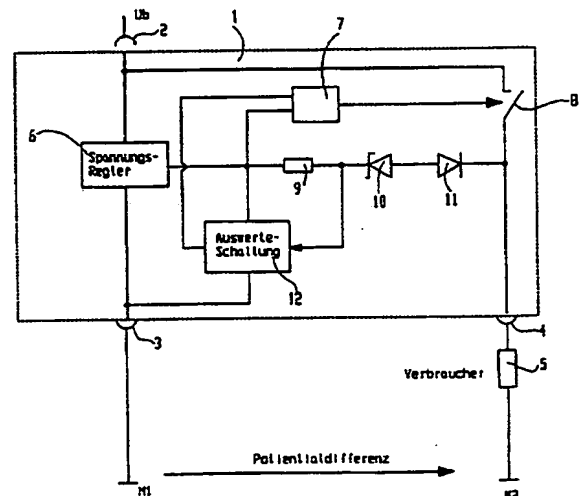 Ub
2
1
7
8
6
Spannungs-
Regler
9
10
11
Auswerte-
Schaltung
12
3
4
Verbraucher
5
Potientialdifferenz
M1
M2